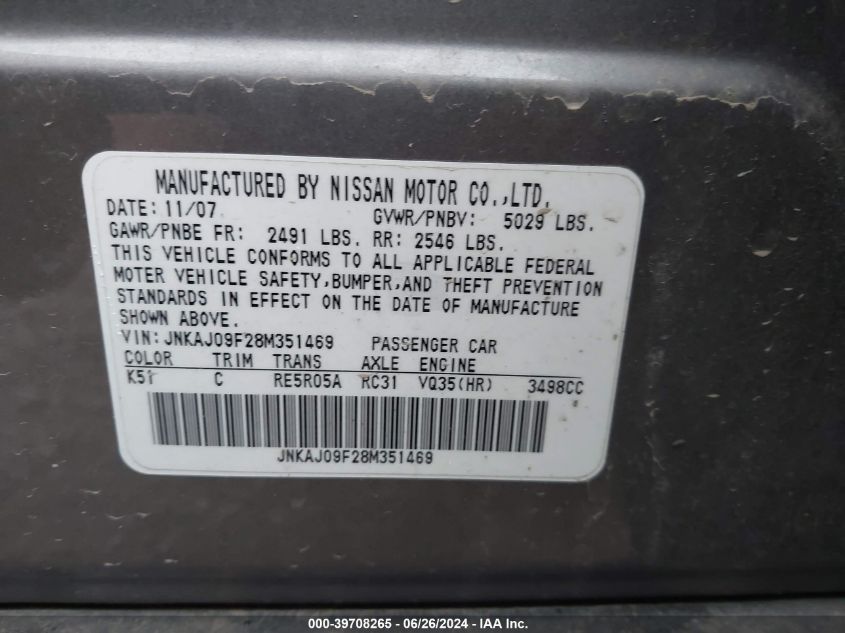 MANUFACTURED BY NISSAN MOTOR CO.,LTD.
DATE: 11/07 GVWR/PNBV: 5029 LBS.
GAWR/PNBE FR: 2491 LBS. RR: 2546 LBS.
THIS VEHICLE CONFORMS TO ALL APPLICABLE FEDERAL
MOTER VEHICLE SAFETY,BUMPER,AND THEFT PREVENTION
STANDARDS IN EFFECT ON THE DATE OF MANUFACTURE
SHOWN ABOVE.
VIN: JNKAJ09F28M351469 PASSENGER CAR
COLOR TRIM TRANS AXLE ENGINE
K51 C RE5R05A RC31 VQ35(HR) 3498CC
JNKAJ09F28M351469
000-39708265 - 06/26/2024 - IAA Inc.